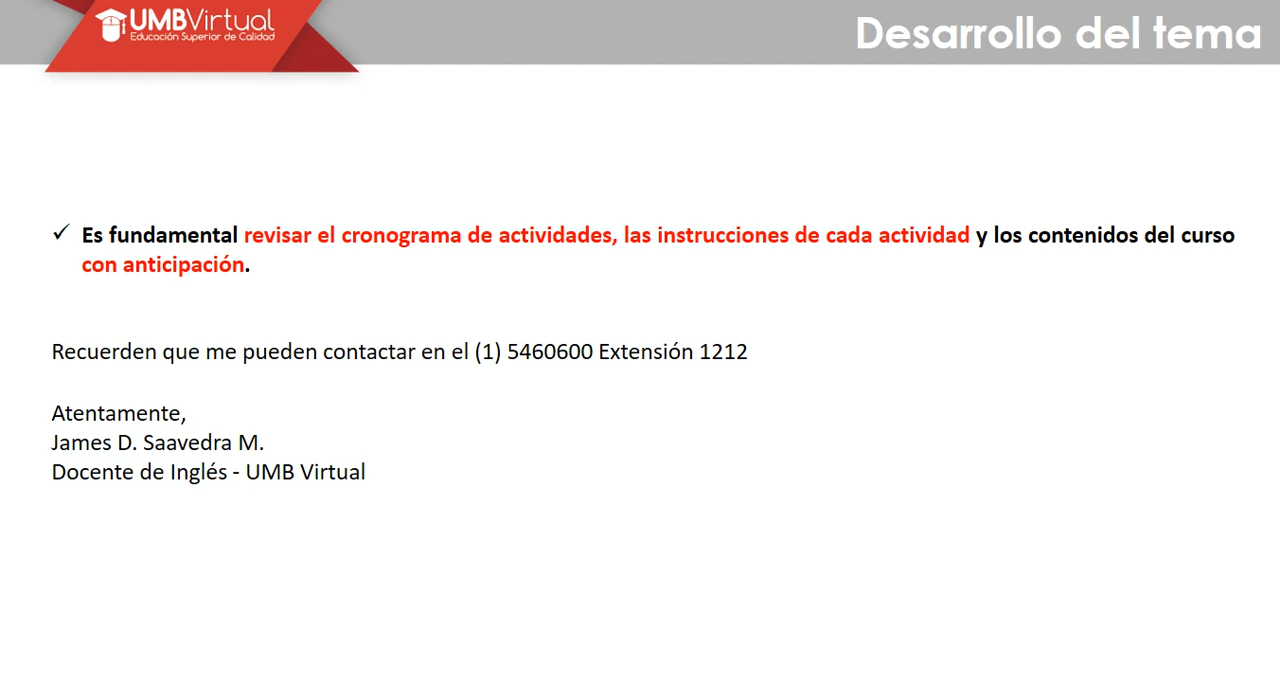 UMBVirtual
Educación Superior de Calidad
Desarrollo del tema
✓ Es fundamental revisar el cronograma de actividades, las instrucciones de cada actividad y los contenidos del curso
con anticipación.
Recuerden que me pueden contactar en el (1) 5460600 Extensión 1212
Atentamente,
James D. Saavedra M.
Docente de Inglés - UMB Virtual